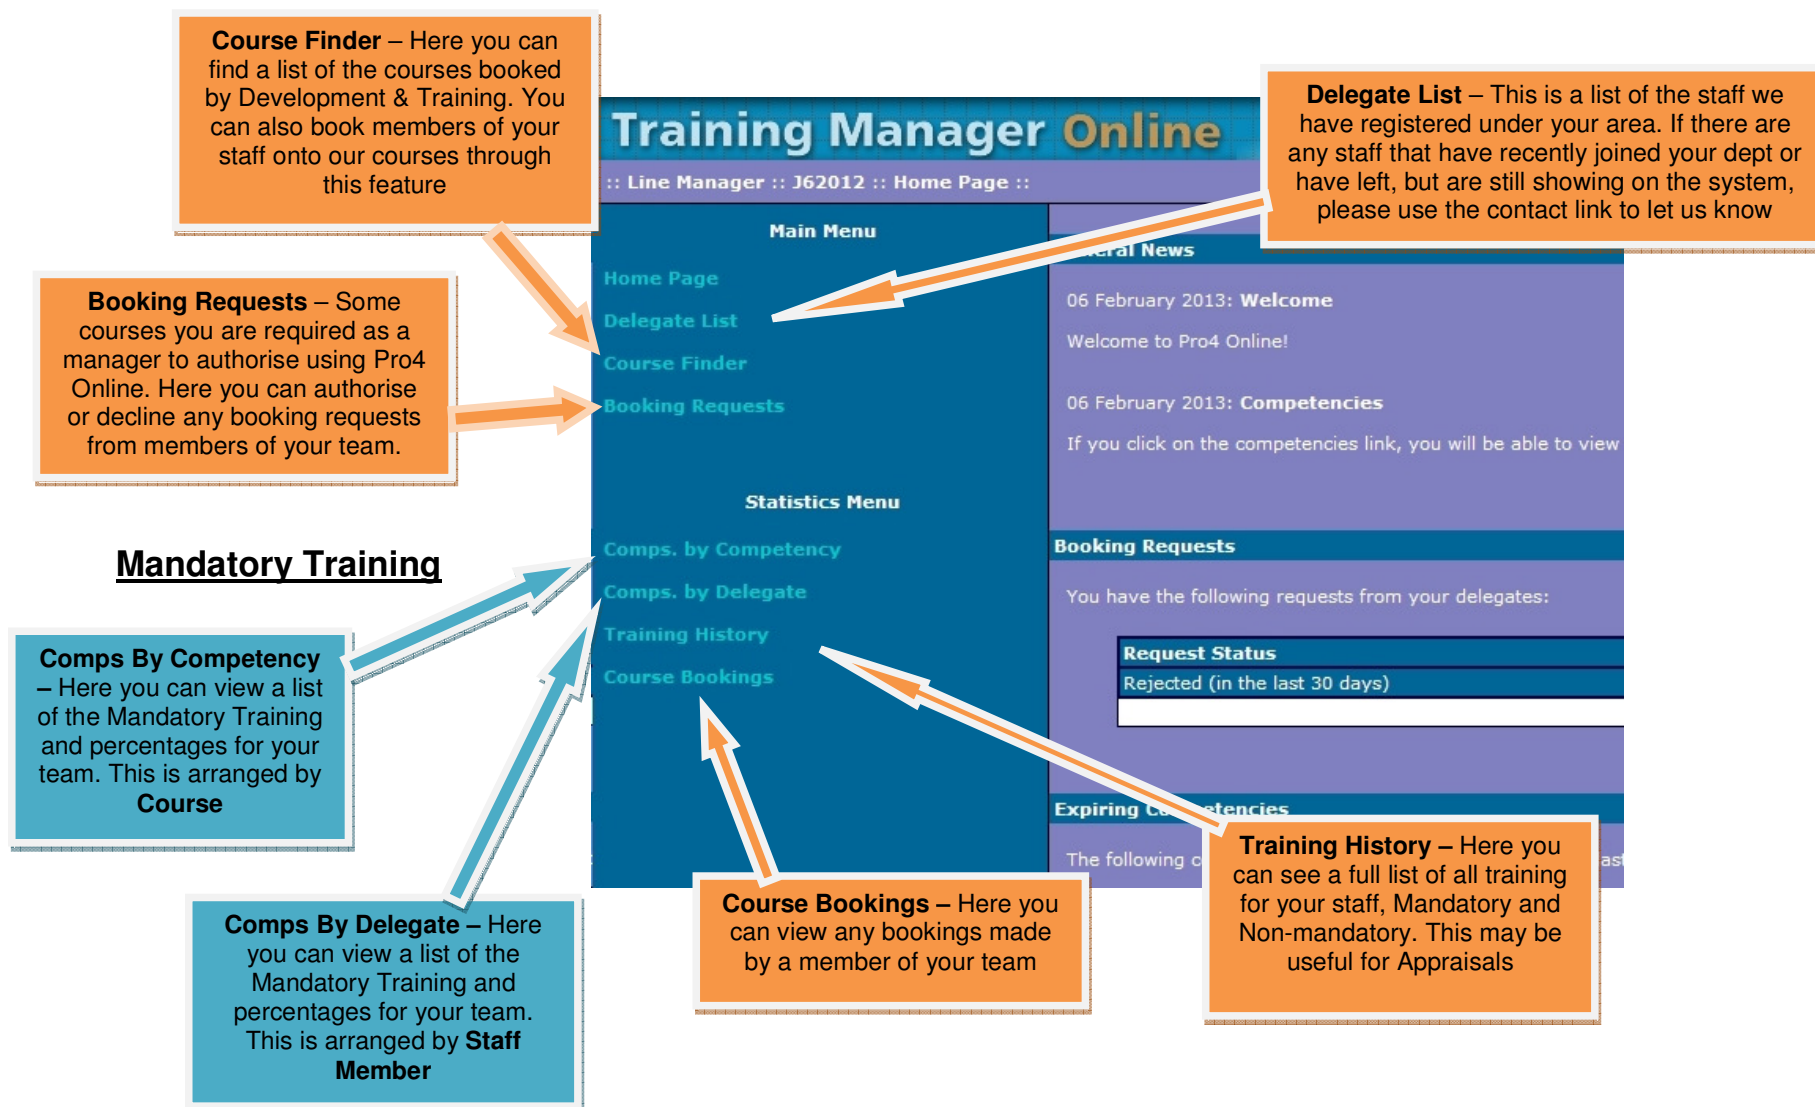 Course Finder – Here you can
find a list of the courses booked
by Development & Training. You
can also book members of your
staff onto our courses through
this feature
Delegate List – This is a list of the staff we
have registered under your area. If there are
any staff that have recently joined your dept or
have left, but are still showing on the system,
please use the contact link to let us know
Booking Requests – Some
courses you are required as a
manager to authorise using Pro4
Online. Here you can authorise
or decline any booking requests
from members of your team.
Mandatory Training
Comps By Competency
– Here you can view a list
of the Mandatory Training
and percentages for your
team. This is arranged by
Course
Comps By Delegate – Here
you can view a list of the
Mandatory Training and
percentages for your team.
This is arranged by Staff
Member
Training Manager Online
:: Line Manager :: J62012 :: Home Page ::
Main Menu
Home Page
Delegate List
Course Finder
Booking Requests
Statistics Menu
Comps. by Competency
Comps. by Delegate
Training History
Course Bookings
News
06 February 2013: Welcome
Welcome to Pro4 Online!
06 February 2013: Competencies
If you click on the competencies link, you will be able to view
Booking Requests
You have the following requests from your delegates:
Request Status
Rejected (in the last 30 days)
Expiring
The following
Course Bookings – Here you
can view any bookings made
by a member of your team
Training History – Here you
can see a full list of all training
for your staff, Mandatory and
Non-mandatory. This may be
useful for Appraisals